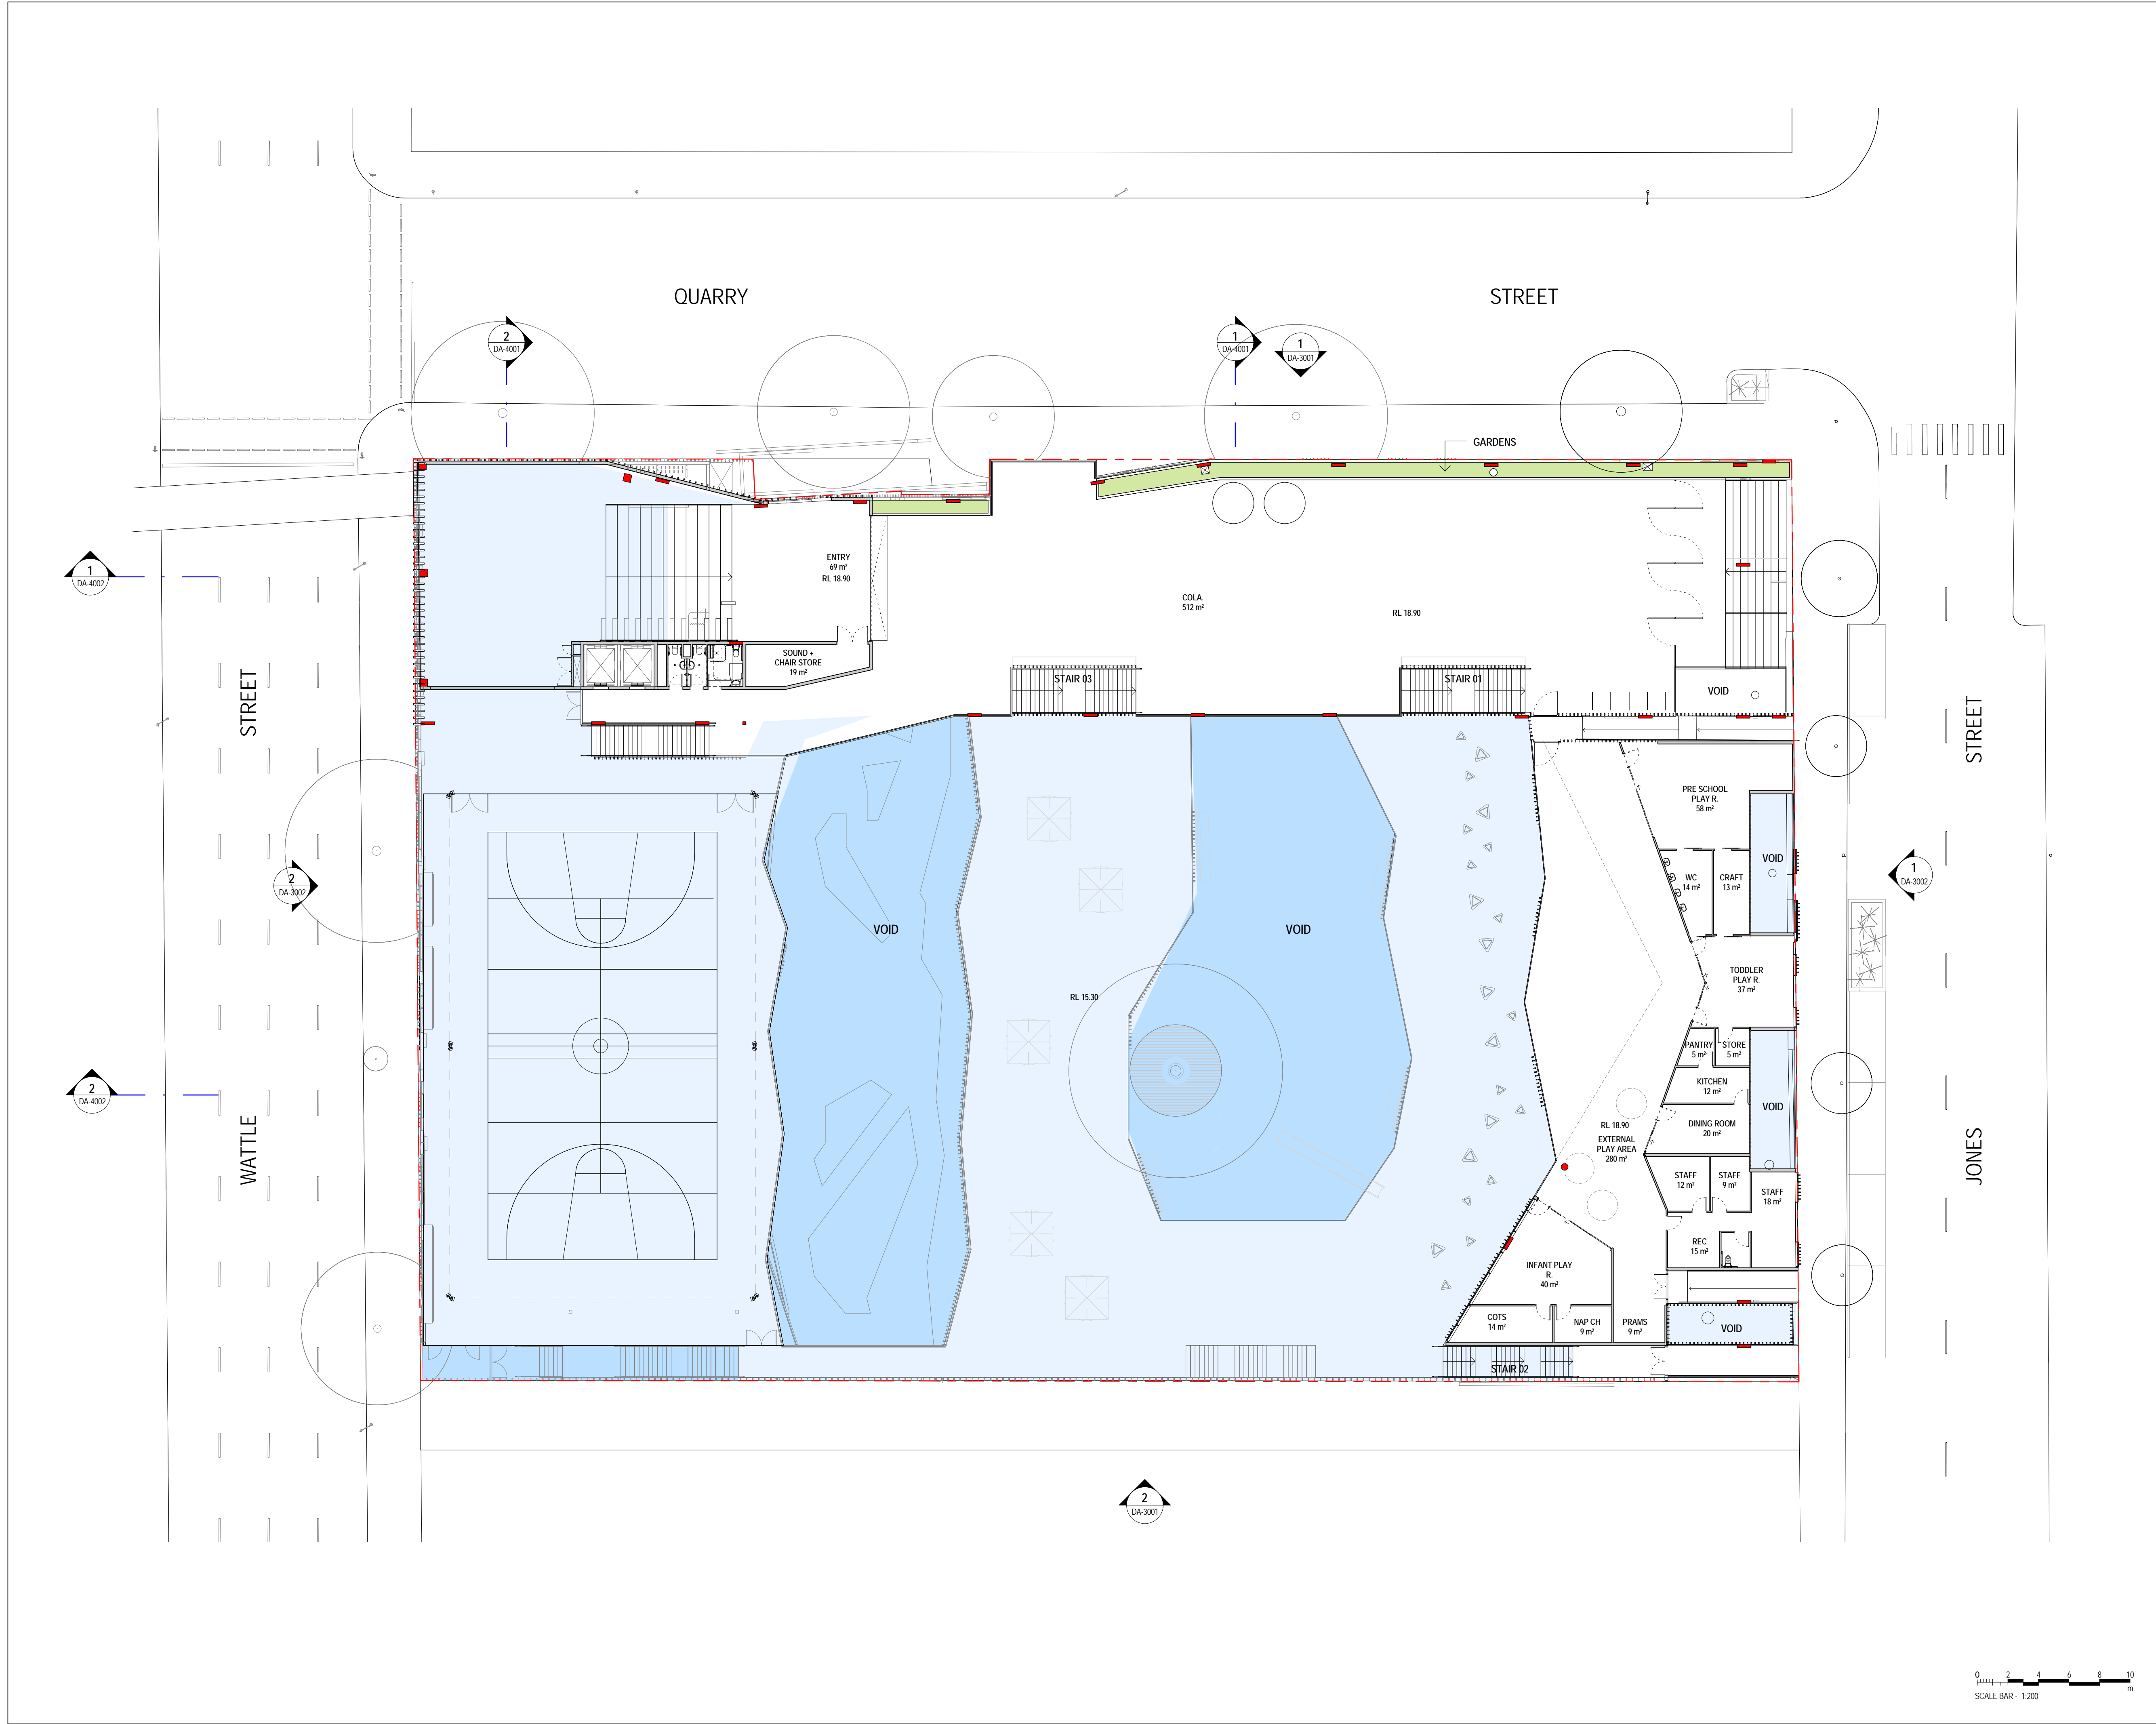 QUARRY
STREET
2
DA-4001
1
DA-4001
1
DA-3001
GARDENS
1
DA-4002
ENTRY
69 m²
RL 18.90
COLA.
512 m²
RL 18.90
SOUND +
CHAIR STORE
19 m²
STAIR 03
STAIR 01
VOID
STREET
STREET
PRE SCHOOL
PLAY R.
58 m²
VOID
2
DA-3002
WC
14 m²
CRAFT
13 m²
1
DA-3002
VOID
VOID
TODDLER
PLAY R.
37 m²
RL 15.30
PANTRY
5 m²
STORE
5 m²
KITCHEN
12 m²
2
DA-4002
VOID
WATTLE
RL 18.90
EXTERNAL
PLAY AREA
280 m²
DINING ROOM
20 m²
JONES
STAFF
12 m²
STAFF
9 m²
STAFF
18 m²
REC
15 m²
INFANT PLAY
R.
40 m²
COTS
14 m²
NAP CH
9 m²
PRAMS
9 m²
VOID
STAIR 02
2
DA-3001
0 2 4 6 8 10
m
SCALE BAR - 1:200